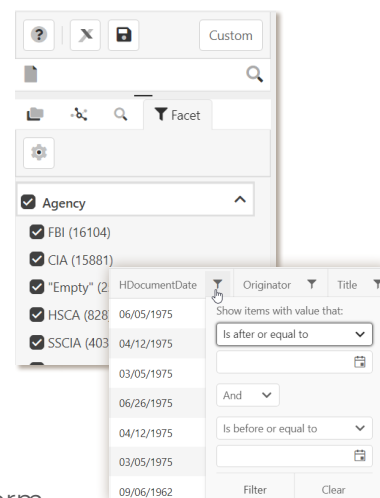 Custom
Facet
Agency
FBI (16104)
CIA (15881)
"Empty" (2
HSCA (828
SSCIA (403
HDocumentDate Originator Title
06/05/1975
04/12/1975
03/05/1975
06/26/1975
04/12/1975
03/05/1975
09/06/1962
Show items with value that:
Is after or equal to
And
Is before or equal to
Filter Clear